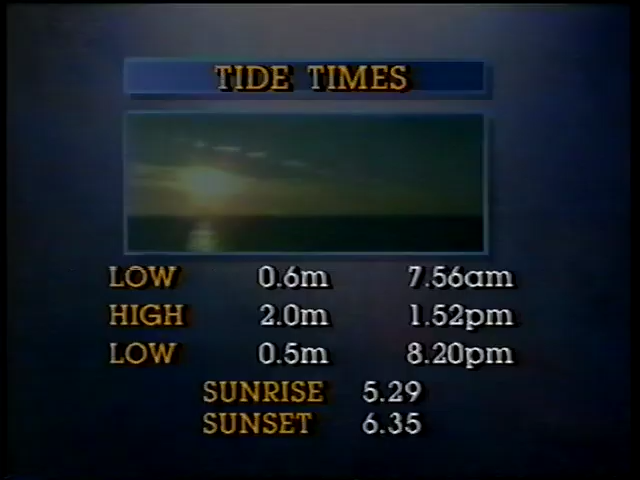 TIDE TIMES
LOW 0.6m 7.56am
HIGH 2.0m 1.52pm
LOW 0.5m 8.20pm
SUNRISE 5.29
SUNSET 6.35